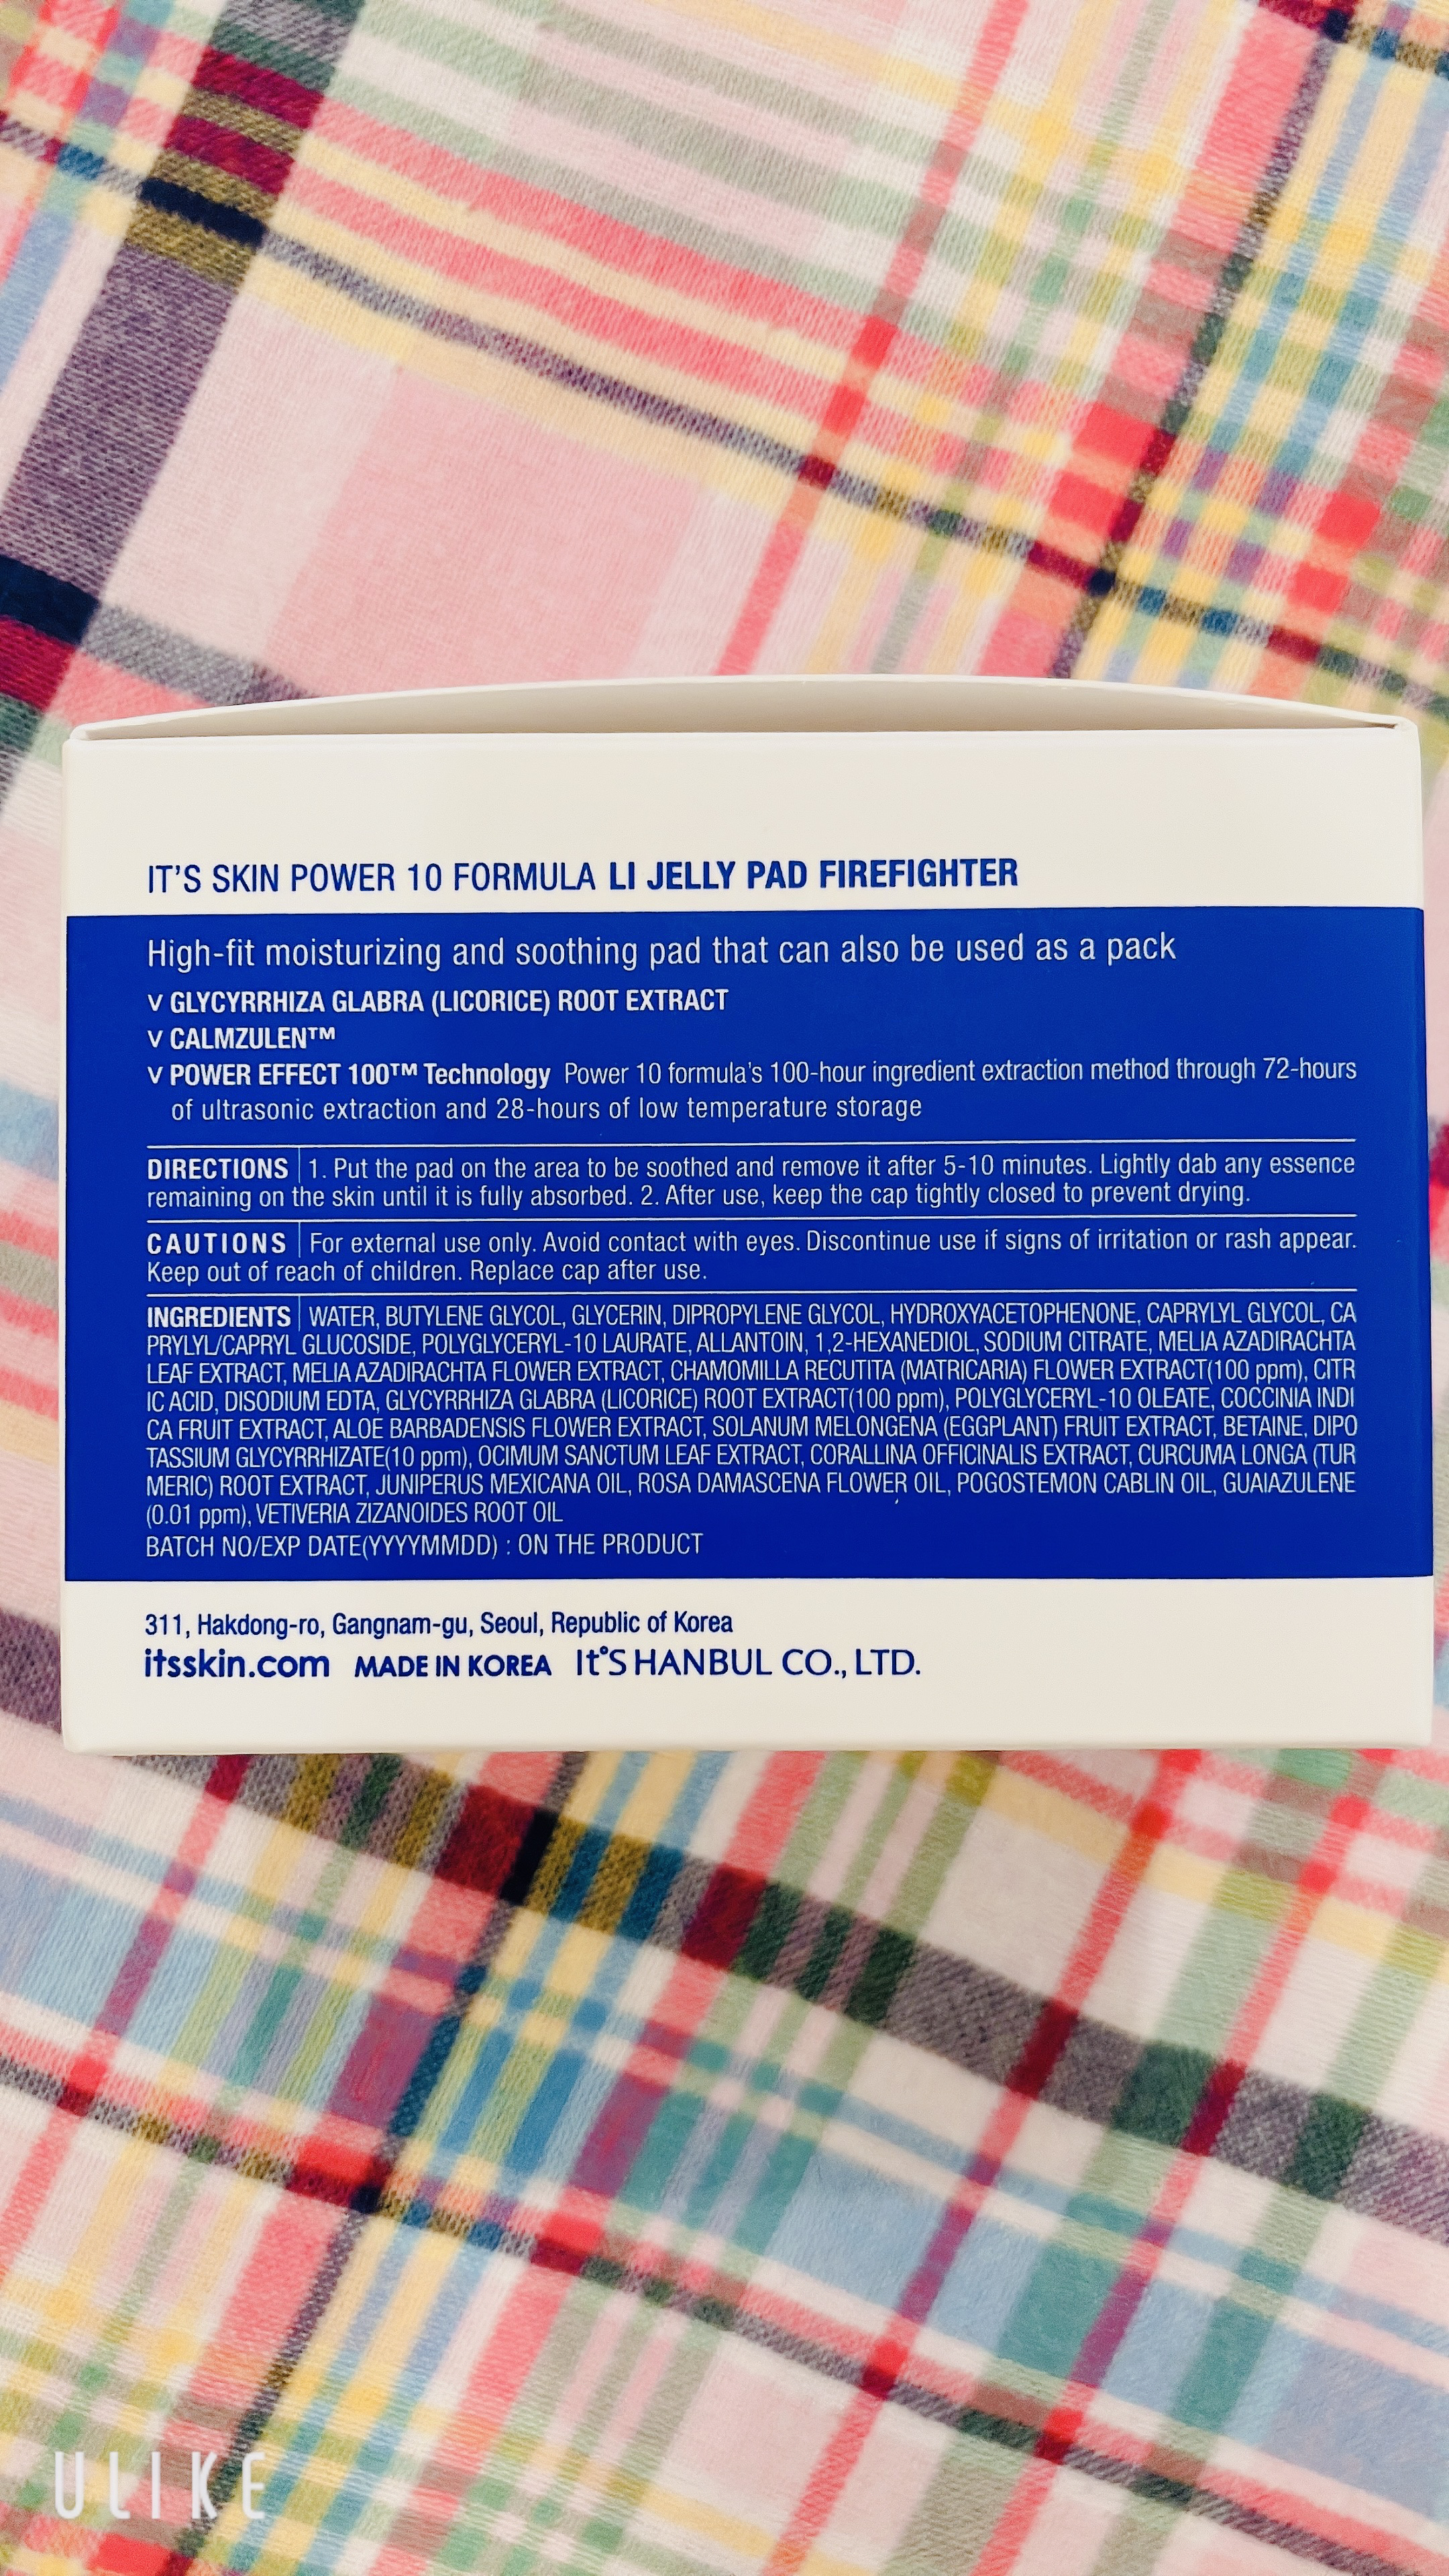 IT'S SKIN POWER 10 FORMULA LI JELLY PAD FIREFIGHTER
High-fit moisturizing and soothing pad that can also be used as a pack
∨ GLYCYRRHIZA GLABRA (LICORICE) ROOT EXTRACT
∨ CALMZULEN™
∨ POWER EFFECT 100™ Technology Power 10 formula's 100-hour ingredient extraction method through 72-hours
of ultrasonic extraction and 28-hours of low temperature storage
DIRECTIONS | 1. Put the pad on the area to be soothed and remove it after 5-10 minutes. Lightly dab any essence
remaining on the skin until it is fully absorbed. 2. After use, keep the cap tightly closed to prevent drying.
CAUTIONS | For external use only. Avoid contact with eyes. Discontinue use if signs of irritation or rash appear.
Keep out of reach of children. Replace cap after use.
INGREDIENTS | WATER, BUTYLENE GLYCOL, GLYCERIN, DIPROPYLENE GLYCOL, HYDROXYACETOPHENONE, CAPRYLYL GLYCOL, CA
PRYLYL/CAPRYL GLUCOSIDE, POLYGLYCERYL-10 LAURATE, ALLANTOIN, 1,2-HEXANEDIOL, SODIUM CITRATE, MELIA AZADIRACHTA
LEAF EXTRACT, MELIA AZADIRACHTA FLOWER EXTRACT, CHAMOMILLA RECUTITA (MATRICARIA) FLOWER EXTRACT(100 ppm), CITR
IC ACID, DISODIUM EDTA, GLYCYRRHIZA GLABRA (LICORICE) ROOT EXTRACT(100 ppm), POLYGLYCERYL-10 OLEATE, COCCINIA INDI
CA FRUIT EXTRACT, ALOE BARBADENSIS FLOWER EXTRACT, SOLANUM MELONGENA (EGGPLANT) FRUIT EXTRACT, BETAINE, DIPO
TASSIUM GLYCYRRHIZATE(10 ppm), OCIMUM SANCTUM LEAF EXTRACT, CORALLINA OFFICINALIS EXTRACT, CURCUMA LONGA (TUR
MERIC) ROOT EXTRACT, JUNIPERUS MEXICANA OIL, ROSA DAMASCENA FLOWER OIL, POGOSTEMON CABLIN OIL, GUAIAZULENE
(0.01 ppm), VETIVERIA ZIZANOIDES ROOT OIL
BATCH NO/EXP DATE(YYYYMMDD) : ON THE PRODUCT
311, Hakdong-ro, Gangnam-gu, Seoul, Republic of Korea
itsskin.com MADE IN KOREA It°S HANBUL CO., LTD.
ULIKE